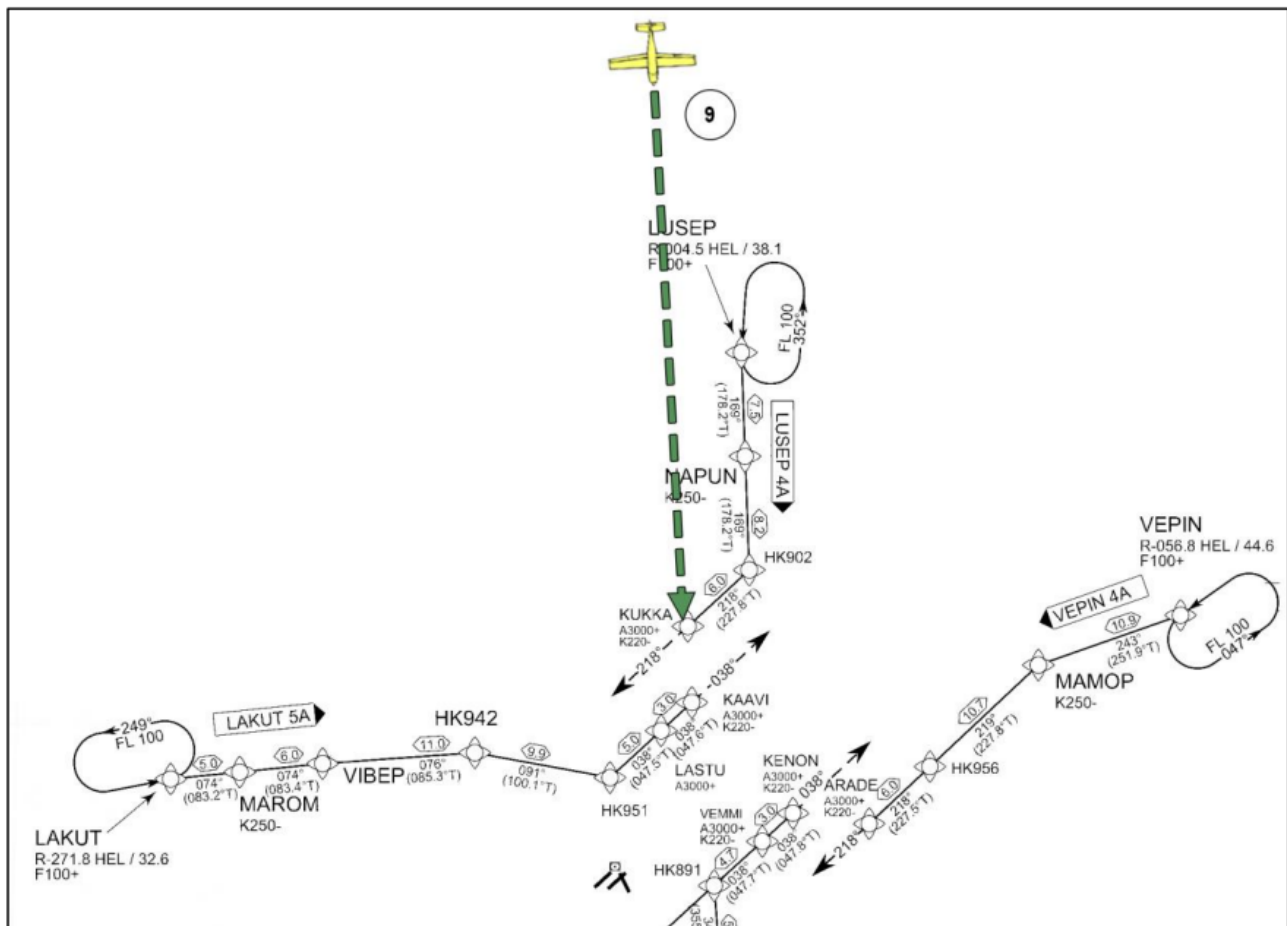 9
LUSEP
R-004.5 HEL / 38.1
F100+
FL 100
352°
7.5
169°
(178.2°T)
LUSEP 4A
NAPUN
K250-
8.2
169°
(178.2°T)
HK902
6.0
218°
(227.8°T)
KUKKA
A3000+
K220-
218°
038°
VEPIN
R-056.8 HEL / 44.6
F100+
VEPIN 4A
10.9
243°
(251.9°T)
FL 100
047°
MAMOP
K250-
10.7
219°
(227.8°T)
HK956
6.0
218°
(227.5°T)
ARADE
A3000+
K220-
218°
KAAVI
A3000+
K220-
3.0
038°
(047.6°T)
LASTU
A3000+
5.0
038°
(047.5°T)
HK951
249°
FL 100
LAKUT 5A
5.0
074°
(083.2°T)
MAROM
K250-
6.0
074°
(083.4°T)
VIBEP
11.0
076°
(085.3°T)
HK942
9.9
091°
(100.1°T)
LAKUT
R-271.8 HEL / 32.6
F100+
KENON
A3000+
K220-
038°
3.0
038°
(047.8°T)
VEMMI
A3000+
K220-
4.7
038°
(047.7°T)
HK891